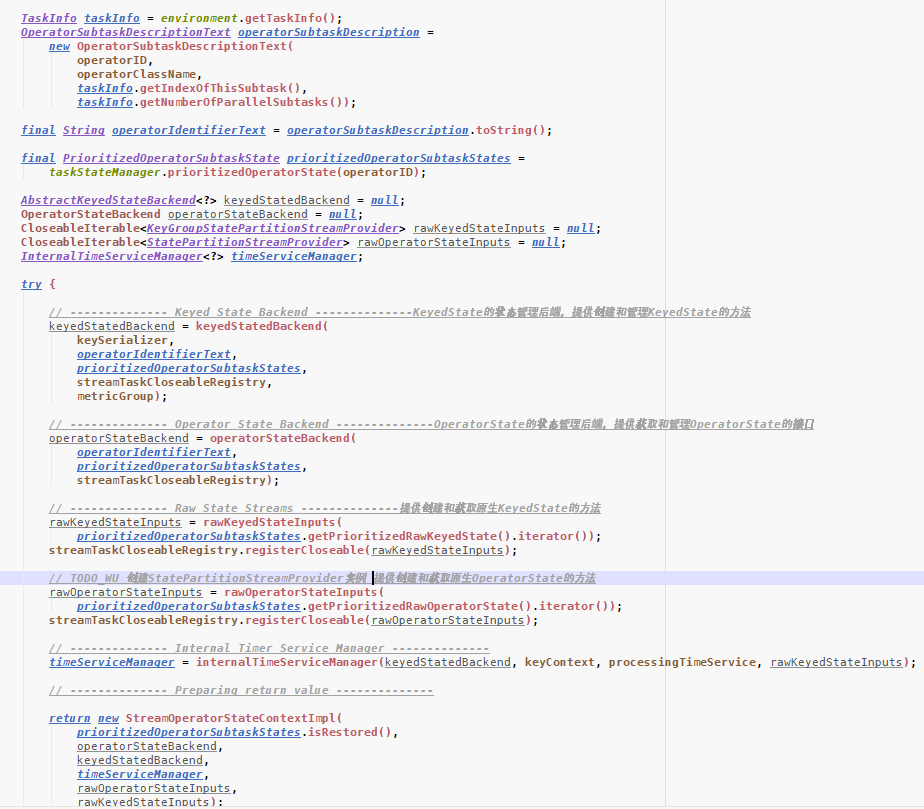 TaskInfo taskInfo = environment.getTaskInfo();
OperatorSubtaskDescriptionText operatorSubtaskDescription =
new OperatorSubtaskDescriptionText(
operatorID,
operatorClassName,
taskInfo.getIndexOfThisSubtask(),
taskInfo.getNumberOfParallelSubtasks());
final String operatorIdentifierText = operatorSubtaskDescription.toString();
final PrioritizedOperatorSubtaskState prioritizedOperatorSubtaskStates =
taskStateManager.prioritizedOperatorState(operatorID);
AbstractKeyedStateBackend<?> keyedStatedBackend = null;
OperatorStateBackend operatorStateBackend = null;
CloseableIterable<KeyGroupStatePartitionStreamProvider> rawKeyedStateInputs = null;
CloseableIterable<StatePartitionStreamProvider> rawOperatorStateInputs = null;
InternalTimeServiceManager<?> timeServiceManager;
try {
// -------------- Keyed State Backend --------------KeyedState的状态管理后端，提供创建和管理KeyedState的方法
keyedStatedBackend = keyedStatedBackend(
keySerializer,
operatorIdentifierText,
prioritizedOperatorSubtaskStates,
streamTaskCloseableRegistry,
metricGroup);
// -------------- Operator State Backend --------------OperatorState的状态管理后端，提供获取和管理OperatorState的接口
operatorStateBackend = operatorStateBackend(
operatorIdentifierText,
prioritizedOperatorSubtaskStates,
streamTaskCloseableRegistry);
// -------------- Raw State Streams --------------提供创建和获取原生KeyedState的方法
rawKeyedStateInputs = rawKeyedStateInputs(
prioritizedOperatorSubtaskStates.getPrioritizedRawKeyedState().iterator());
streamTaskCloseableRegistry.registerCloseable(rawKeyedStateInputs);
// TODO_WU 创建StatePartitionStreamProvider实例 提供创建和获取原生OperatorState的方法
rawOperatorStateInputs = rawOperatorStateInputs(
prioritizedOperatorSubtaskStates.getPrioritizedRawOperatorState().iterator());
streamTaskCloseableRegistry.registerCloseable(rawOperatorStateInputs);
// -------------- Internal Timer Service Manager --------------
timeServiceManager = internalTimeServiceManager(keyedStatedBackend, keyContext, processingTimeService, rawKeyedStateInputs);
// -------------- Preparing return value --------------
return new StreamOperatorStateContextImpl(
prioritizedOperatorSubtaskStates.isRestored(),
operatorStateBackend,
keyedStatedBackend,
timeServiceManager,
rawOperatorStateInputs,
rawKeyedStateInputs);